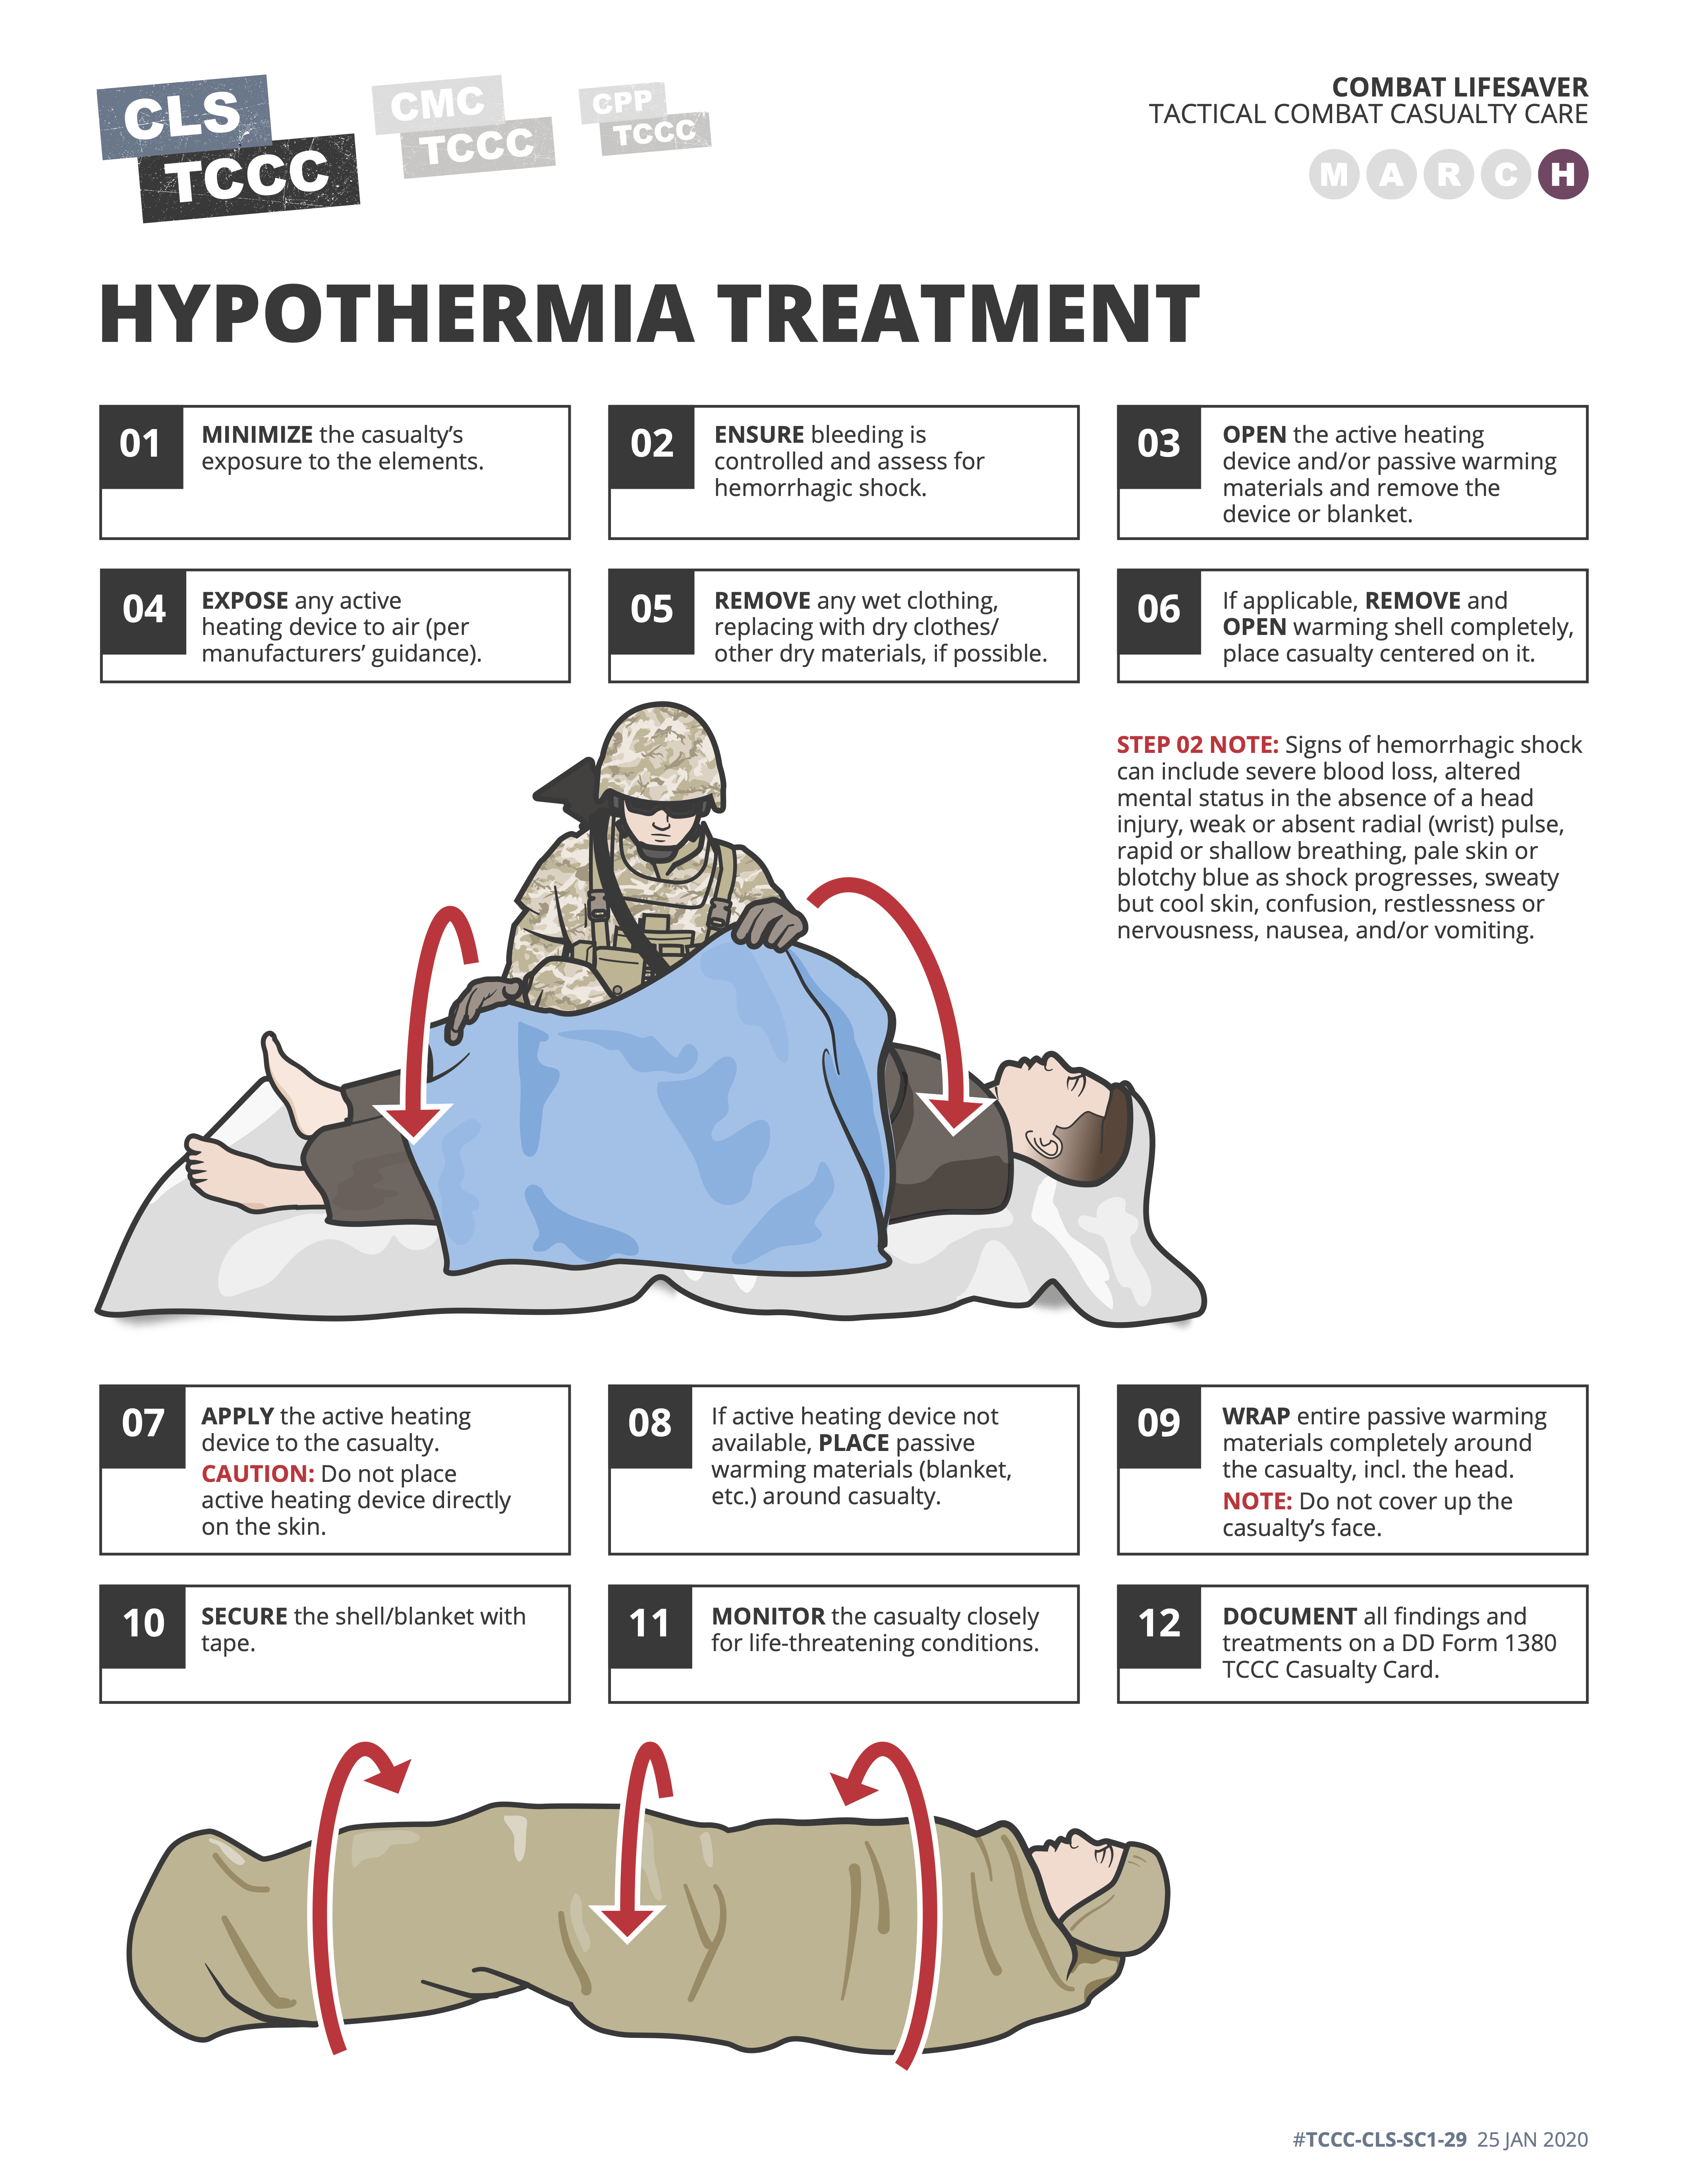 CLS
TCCC
CMC
TCCC
CPP
TCCC
COMBAT LIFESAVER
TACTICAL COMBAT CASUALTY CARE
M A R C H
HYPOTHERMIA TREATMENT
01
MINIMIZE the casualty’s
exposure to the elements.
02
ENSURE bleeding is
controlled and assess for
hemorrhagic shock.
03
OPEN the active heating
device and/or passive warming
materials and remove the
device or blanket.
04
EXPOSE any active
heating device to air (per
manufacturers’ guidance).
05
REMOVE any wet clothing,
replacing with dry clothes/
other dry materials, if possible.
06
If applicable, REMOVE and
OPEN warming shell completely,
place casualty centered on it.
STEP 02 NOTE: Signs of hemorrhagic shock
can include severe blood loss, altered
mental status in the absence of a head
injury, weak or absent radial (wrist) pulse,
rapid or shallow breathing, pale skin or
blotchy blue as shock progresses, sweaty
but cool skin, confusion, restlessness or
nervousness, nausea, and/or vomiting.
07
APPLY the active heating
device to the casualty.
CAUTION: Do not place
active heating device directly
on the skin.
08
If active heating device not
available, PLACE passive
warming materials (blanket,
etc.) around casualty.
09
WRAP entire passive warming
materials completely around
the casualty, incl. the head.
NOTE: Do not cover up the
casualty’s face.
10
SECURE the shell/blanket with
tape.
11
MONITOR the casualty closely
for life-threatening conditions.
12
DOCUMENT all findings and
treatments on a DD Form 1380
TCCC Casualty Card.
#TCCC-CLS-SC1-29 25 JAN 2020